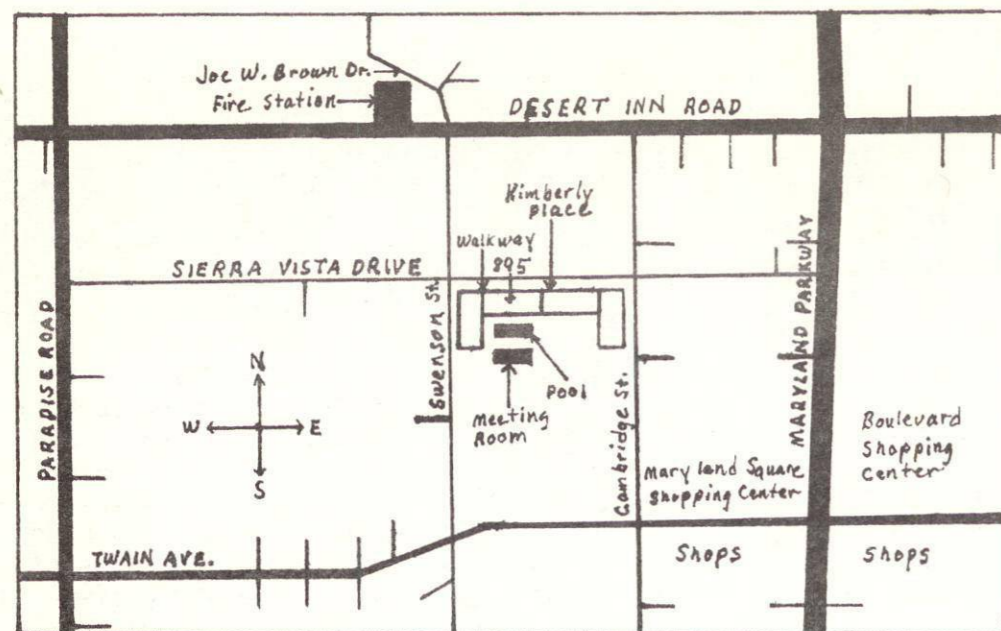 Joe W. Brown Dr.
Fire Station
DESERT INN ROAD
Kimberly
place
Walkway
895
SIERRA VISTA DRIVE
Swenson St.
PARADISE ROAD
MARYLAND PARKWAY
N
W
E
S
Pool
Meeting
Room
Cambridge St.
Boulevard
Shopping
Center
Maryland Square
Shopping Center
TWAIN AVE.
Shops
Shops